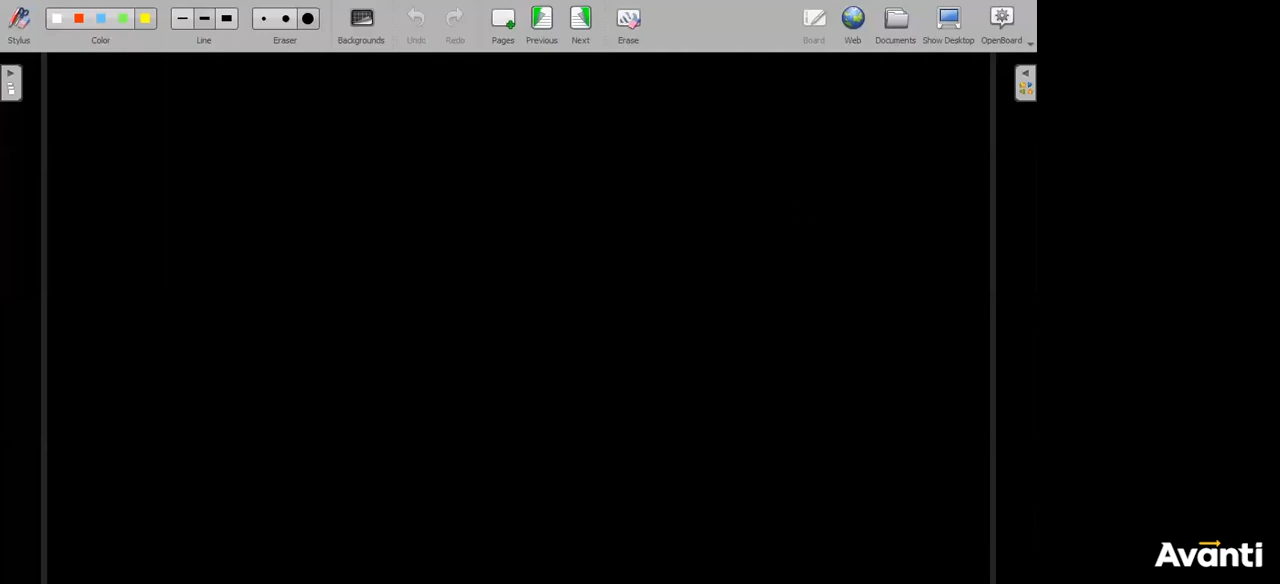 Stylus Color Line Eraser Backgrounds Undo Redo Pages Previous Next Erase Board Web Documents Show Desktop OpenBoard
Avanti